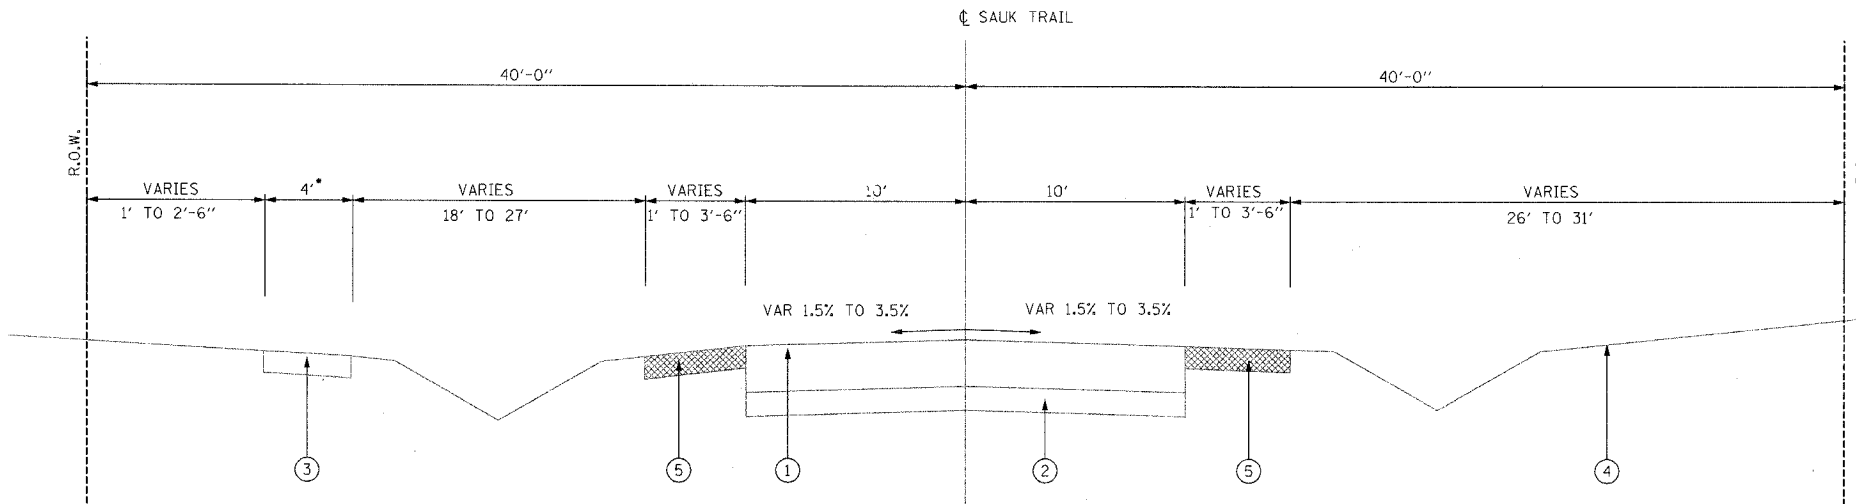 ℄ SAUK TRAIL
40'-0"
40'-0"
R.O.W.
VARIES
4'*
VARIES
VARIES
10'
10'
VARIES
VARIES
1' TO 2'-6"
18' TO 27'
1' TO 3'-6"
1' TO 3'-6"
26' TO 31'
VAR 1.5% TO 3.5%
VAR 1.5% TO 3.5%
3
5
1
2
5
4